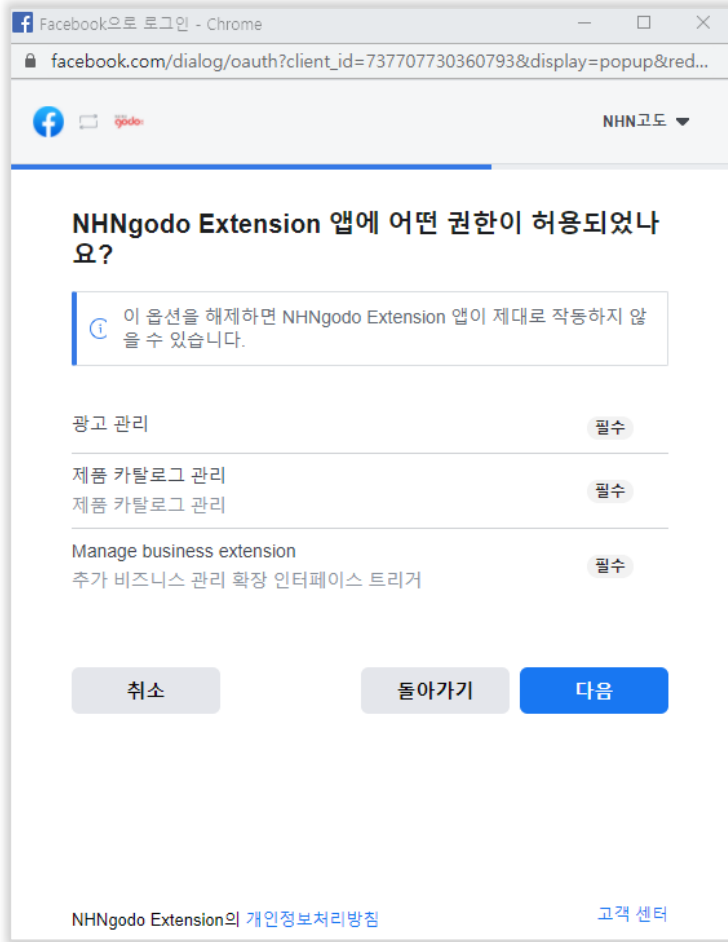 Facebook으로 로그인 - Chrome
facebook.com/dialog/oauth?client_id=737707730360793&display=popup&red...
godo:
NHN고도
NHNgodo Extension 앱에 어떤 권한이 허용되었나
요?
이 옵션을 해제하면 NHNgodo Extension 앱이 제대로 작동하지 않
을 수 있습니다.
광고 관리
필수
제품 카탈로그 관리
제품 카탈로그 관리
필수
Manage business extension
추가 비즈니스 관리 확장 인터페이스 트리거
필수
취소
돌아가기
다음
NHNgodo Extension의 개인정보처리방침
고객 센터